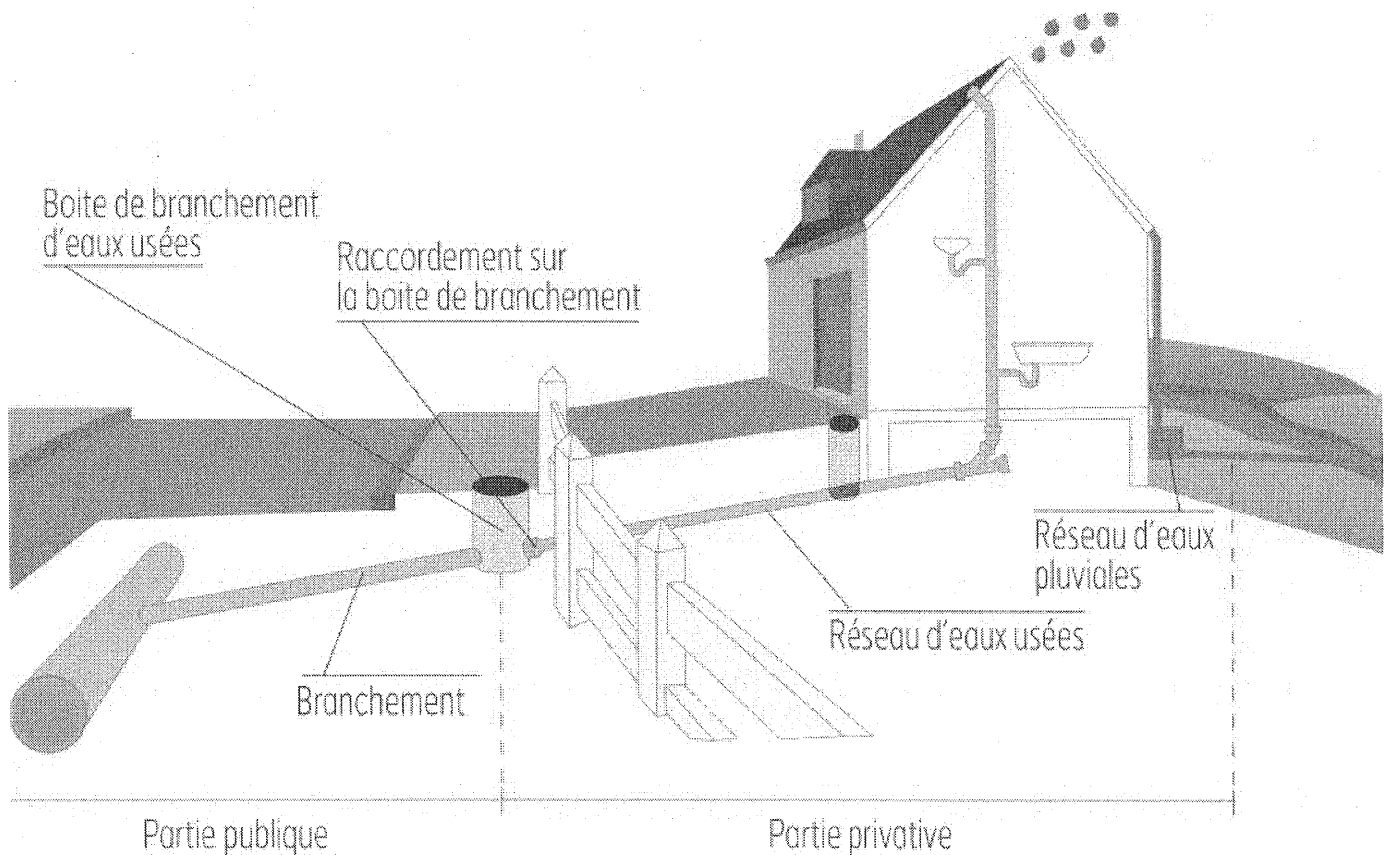 Boite de branchement
d'eaux usées
Raccordement sur
la boite de branchement
Réseau d'eaux
pluviales
Réseau d'eaux usées
Branchement
Partie publique
Partie privative